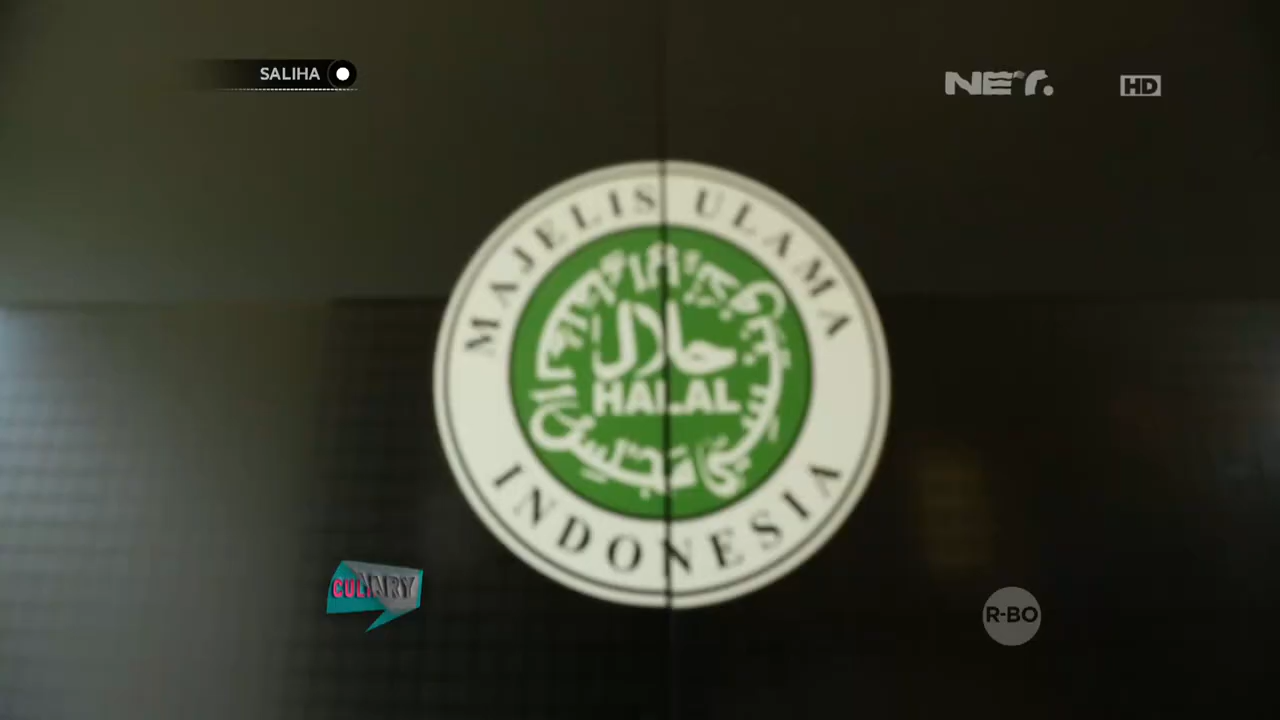 SALIHA
NET.
HD
MAJELIS ULAMA
حلال
HALAL
INDONESIA
CULINARY
R-BO